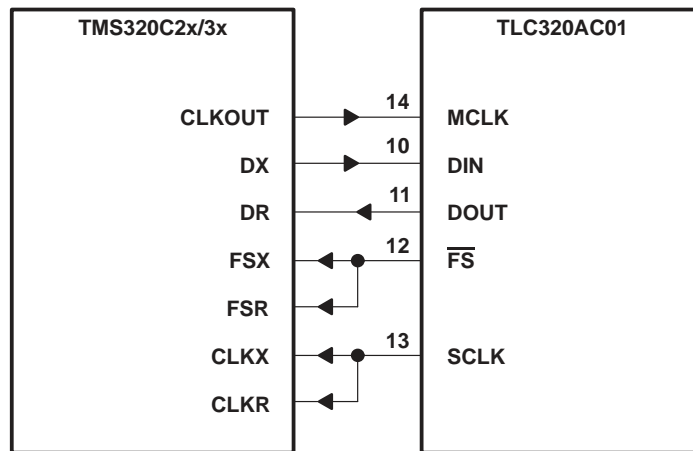 TMS320C2x/3x TLC320AC01
CLKOUT 14 MCLK
DX 10 DIN
DR 11 DOUT
FSX 12 F̅S̅
FSR
CLKX 13 SCLK
CLKR